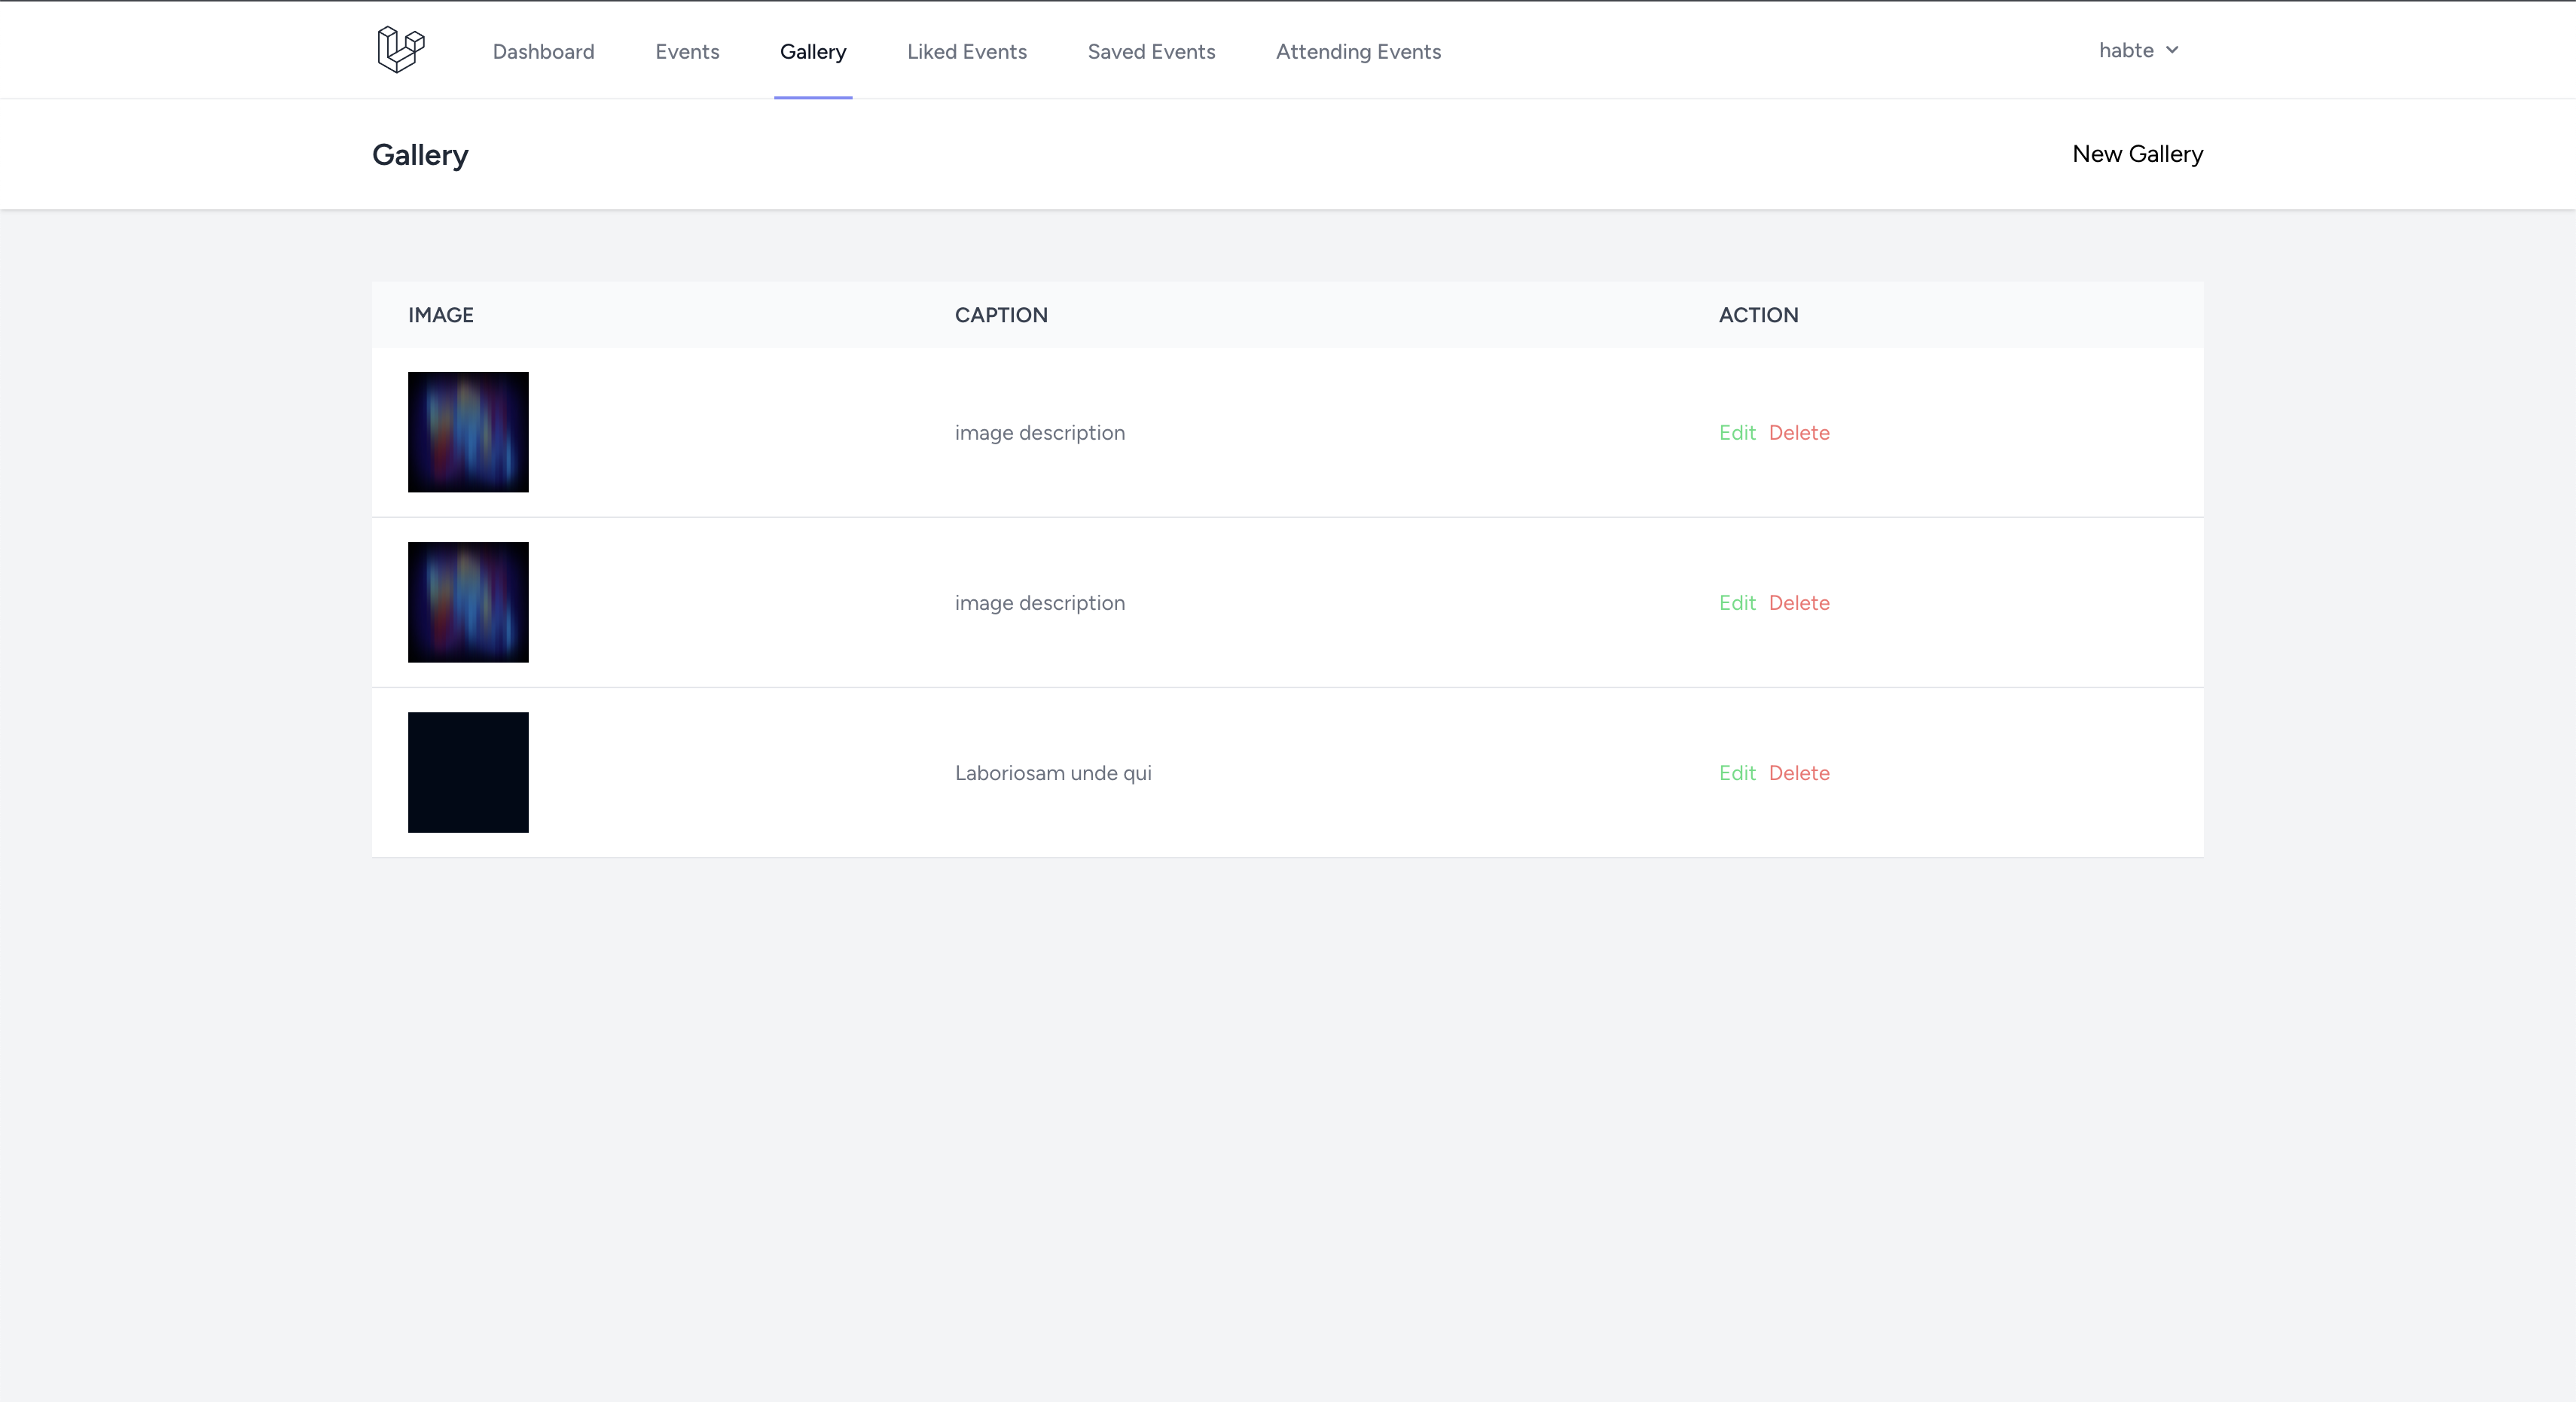 Dashboard Events Gallery Liked Events Saved Events Attending Events habte
Gallery New Gallery
IMAGE CAPTION ACTION
image description Edit Delete
image description Edit Delete
Laboriosam unde qui Edit Delete